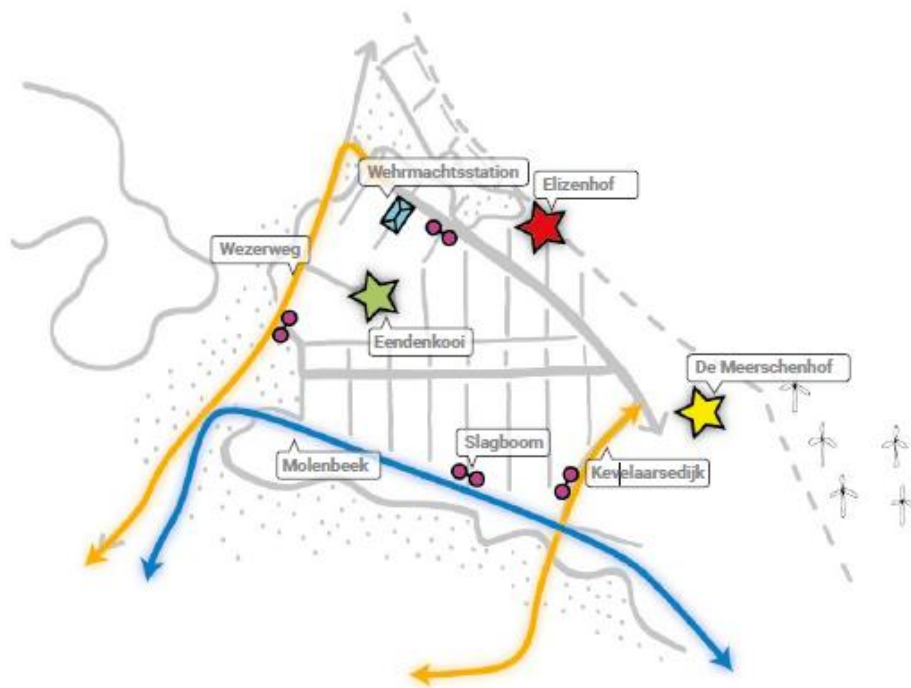 Wehrmachtsstation
Elizenhof
Wezerweg
Eendenkooi
De Meerschenhof
Slagboom
Molenbeek
Kevelaarsedijk